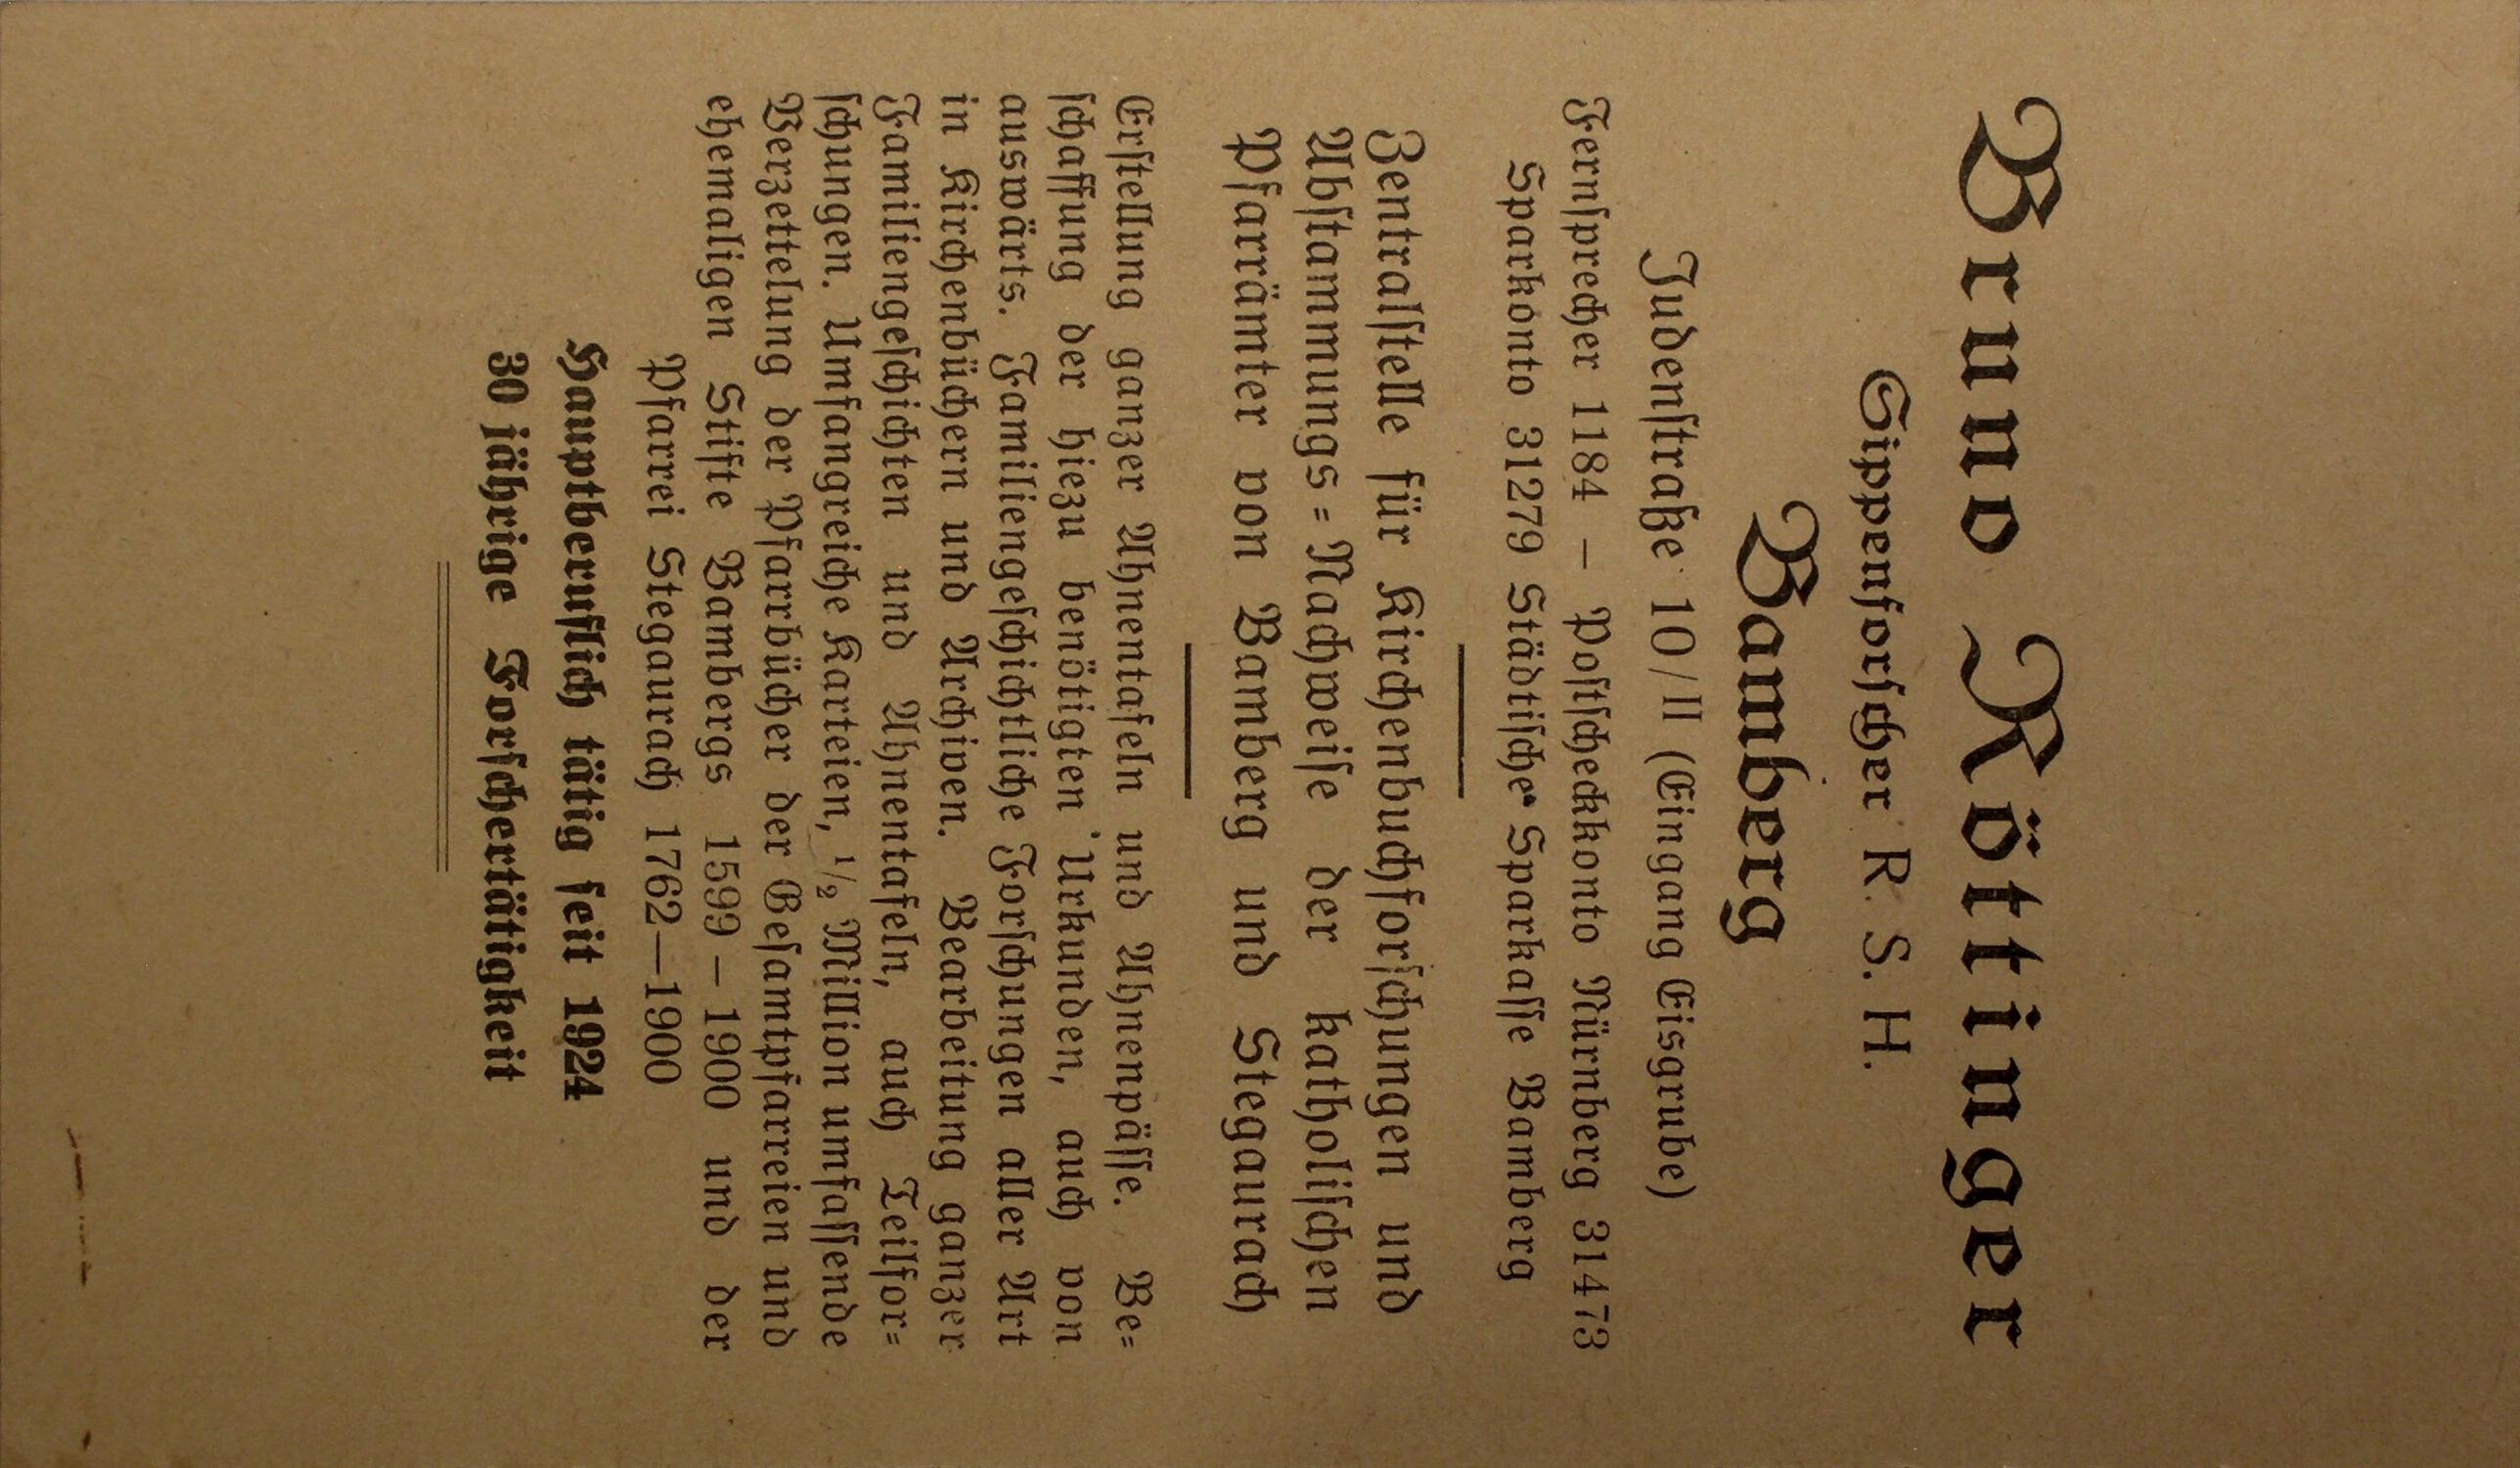 Bruno Röttinger
Sippenforscher R. S. H.
Bamberg
Judenstraße 10/II (Eingang Eisgrube)
Fernsprecher 1184 – Postscheckkonto Nürnberg 31473
Sparkonto 31279 Städtische Sparkasse Bamberg
Zentralstelle für Kirchenbuchforschungen und
Abstammungs=Nachweise der katholischen
Pfarrämter von Bamberg und Stegaurach
Erstellung ganzer Ahnentafeln und Ahnenpässe. Be=
schaffung der hiezu benötigten Urkunden, auch von
auswärts. Familiengeschichtliche Forschungen aller Art
in Kirchenbüchern und Archiven. Bearbeitung ganzer
Familiengeschichten und Ahnentafeln, auch Teilfor=
schungen. Umfangreiche Karteien, 1/2 Million umfassende
Verzettelung der Pfarrbücher der Gesamtpfarreien und
ehemaligen Stifte Bambergs 1599 – 1900 und der
Pfarrei Stegaurach 1762—1900
Hauptberuflich tätig seit 1924
30 jährige Forschertätigkeit